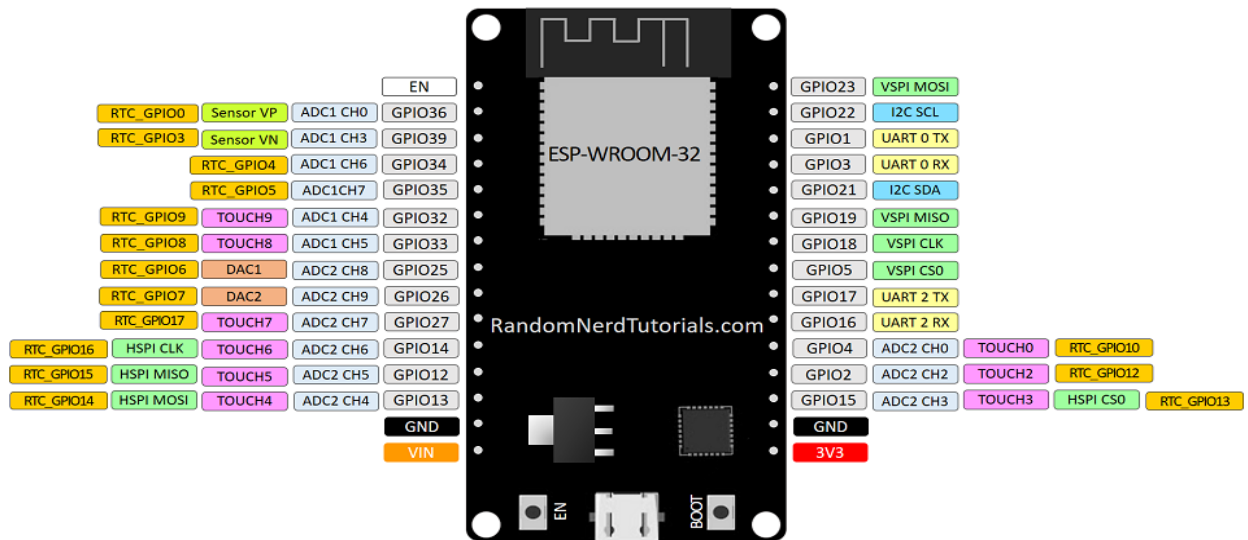 EN GPIO23 VSPI MOSI
RTC_GPIO0 Sensor VP ADC1 CH0 GPIO36 GPIO22 I2C SCL
RTC_GPIO3 Sensor VN ADC1 CH3 GPIO39 GPIO1 UART 0 TX
RTC_GPIO4 ADC1 CH6 GPIO34 ESP-WROOM-32 GPIO3 UART 0 RX
RTC_GPIO5 ADC1CH7 GPIO35 GPIO21 I2C SDA
RTC_GPIO9 TOUCH9 ADC1 CH4 GPIO32 GPIO19 VSPI MISO
RTC_GPIO8 TOUCH8 ADC1 CH5 GPIO33 GPIO18 VSPI CLK
RTC_GPIO6 DAC1 ADC2 CH8 GPIO25 GPIO5 VSPI CS0
RTC_GPIO7 DAC2 ADC2 CH9 GPIO26 GPIO17 UART 2 TX
RTC_GPIO17 TOUCH7 ADC2 CH7 GPIO27 RandomNerdTutorials.com GPIO16 UART 2 RX
RTC_GPIO16 HSPI CLK TOUCH6 ADC2 CH6 GPIO14 GPIO4 ADC2 CH0 TOUCH0 RTC_GPIO10
RTC_GPIO15 HSPI MISO TOUCH5 ADC2 CH5 GPIO12 GPIO2 ADC2 CH2 TOUCH2 RTC_GPIO12
RTC_GPIO14 HSPI MOSI TOUCH4 ADC2 CH4 GPIO13 GPIO15 ADC2 CH3 TOUCH3 HSPI CS0 RTC_GPIO13
GND GND
VIN 3V3
EN BOOT